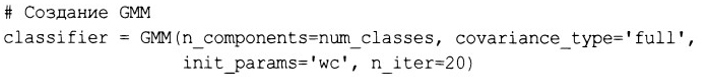 # Создание GMM
classifier = GMM(n_components=num_classes, covariance_type='full',
init_params='wc', n_iter=20)